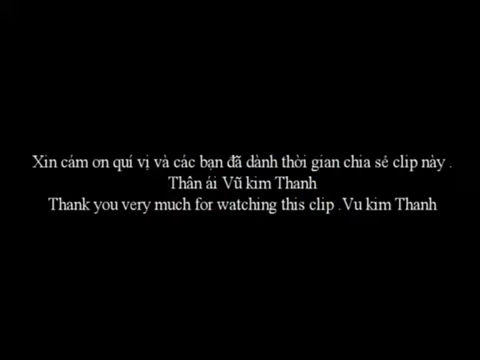 Xin cám ơn quí vị và các bạn đã dành thời gian chia sẻ clip này .
Thân ái Vũ kim Thanh
Thank you very much for watching this clip .Vu kim Thanh